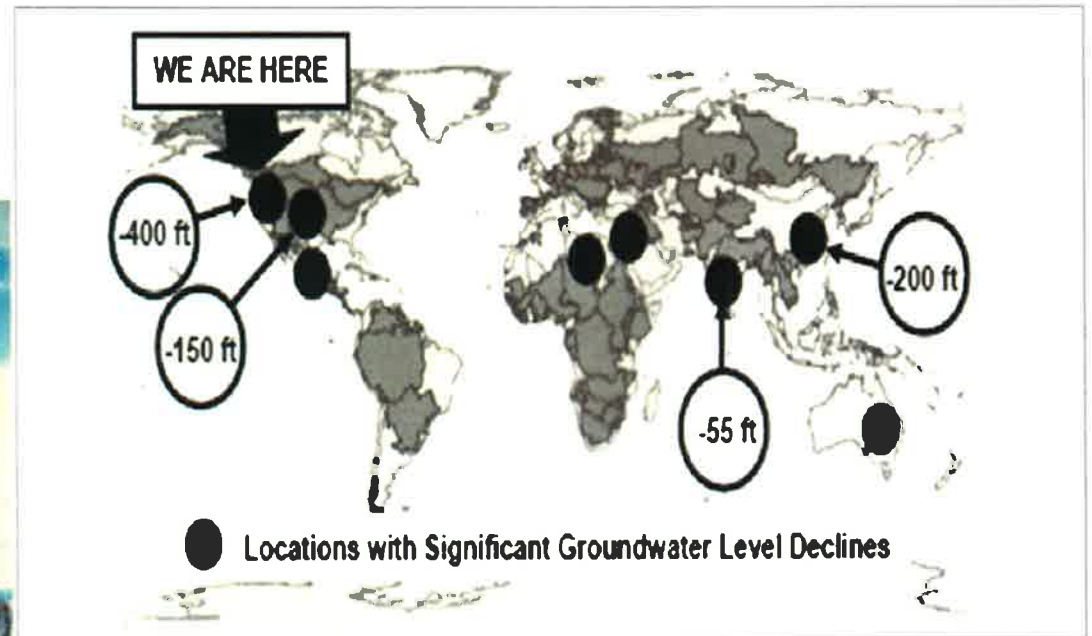 WE ARE HERE
-400 ft
-150 ft
-200 ft
-55 ft
Locations with Significant Groundwater Level Declines